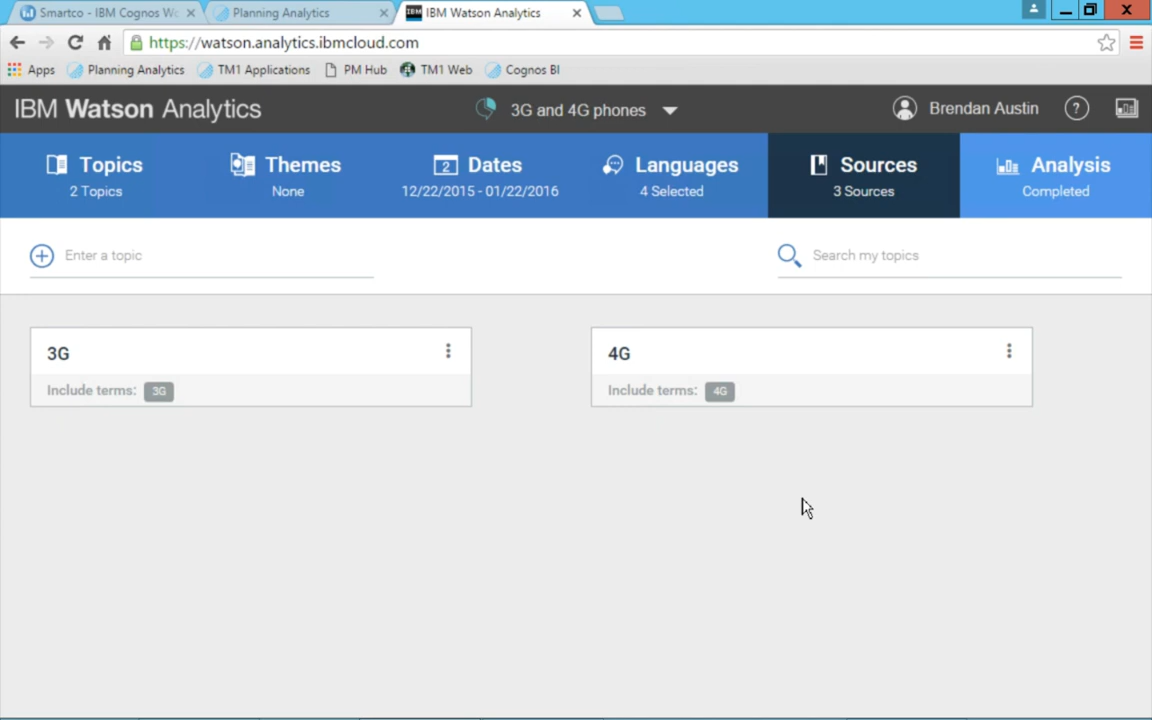 Smartco - IBM Cognos Wo
Planning Analytics
IBM Watson Analytics
https://watson.analytics.ibmcloud.com
Apps
Planning Analytics
TM1 Applications
PM Hub
TM1 Web
Cognos BI
IBM Watson Analytics
3G and 4G phones
Brendan Austin
?
Topics
2 Topics
Themes
None
2
Dates
12/22/2015 - 01/22/2016
Languages
4 Selected
Sources
3 Sources
Analysis
Completed
Enter a topic
Search my topics
3G
Include terms: 3G
4G
Include terms: 4G